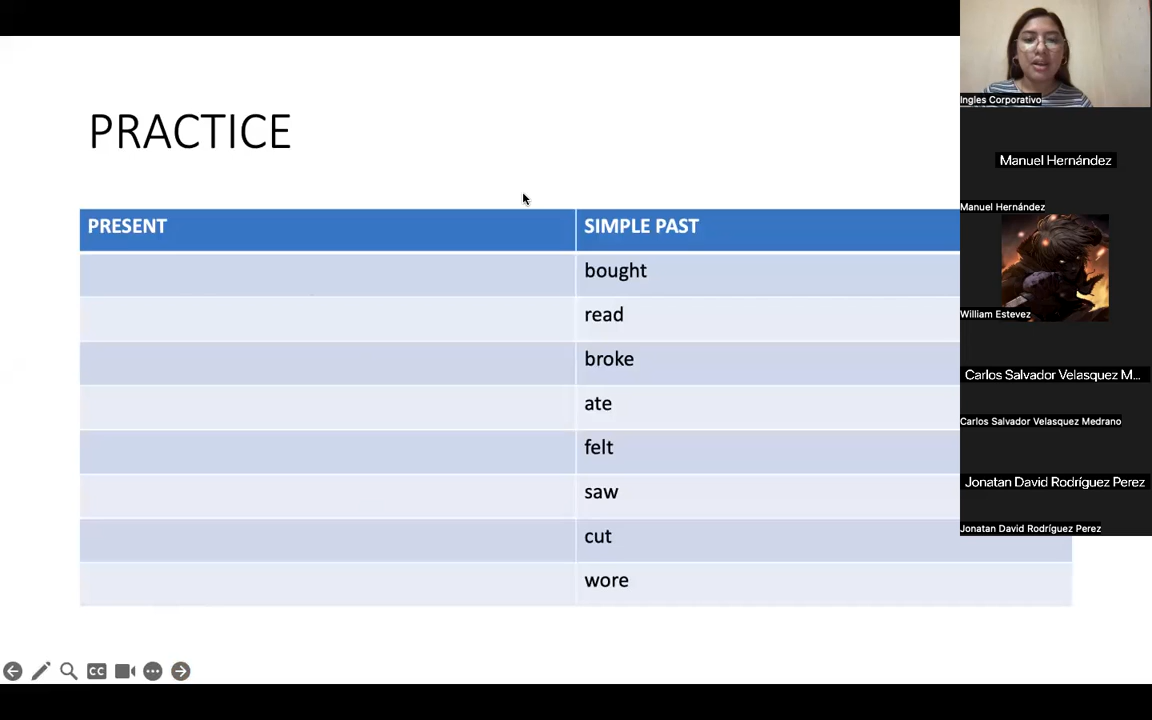 PRACTICE
PRESENT SIMPLE PAST
bought
read
broke
ate
felt
saw
cut
wore
CC
Ingles Corporativo
Manuel Hernández
Manuel Hernández
William Estevez
Carlos Salvador Velasquez M...
Carlos Salvador Velasquez Medrano
Jonatan David Rodríguez Perez
Jonatan David Rodríguez Perez